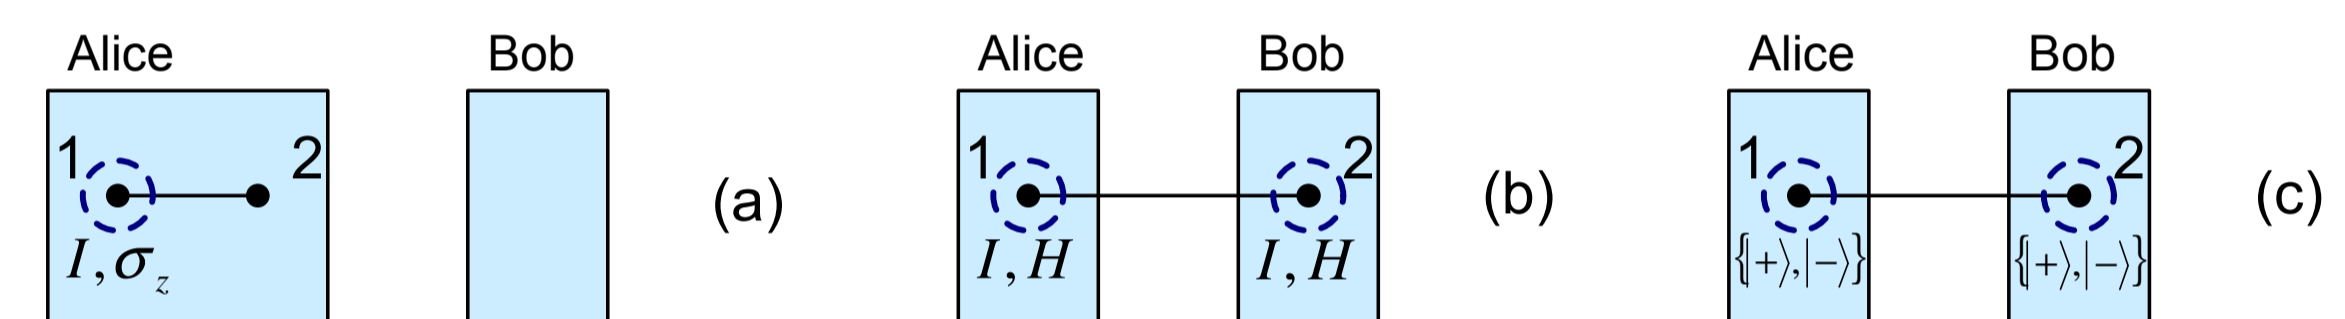 Alice Bob Alice Bob Alice Bob
1 2 1 2 1 2
(a) (b) (c)
I,σz I,H I,H {|+⟩,|−⟩} {|+⟩,|−⟩}